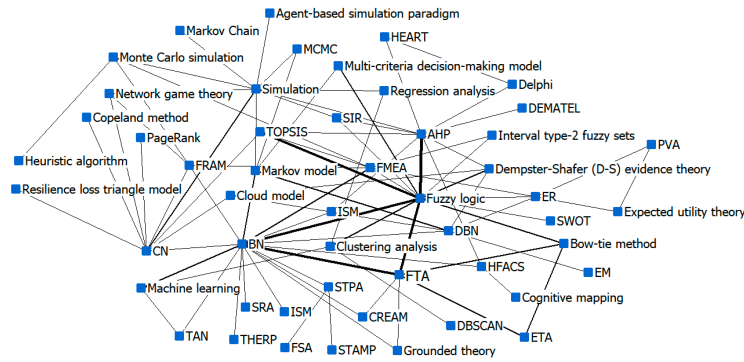 Agent-based simulation paradigm
Markov Chain
HEART
MCMC
Monte Carlo simulation
Multi-criteria decision-making model
Delphi
Network game theory
Simulation
Regression analysis
DEMATEL
Copeland method
SIR
PageRank
TOPSIS
AHP
Interval type-2 fuzzy sets
PVA
Heuristic algorithm
FRAM
Markov model
FMEA
Dempster-Shafer (D-S) evidence theory
Resilience loss triangle model
Cloud model
Fuzzy logic
ER
ISM
Expected utility theory
SWOT
DBN
CN
BN
Clustering analysis
Bow-tie method
HFACS
FTA
EM
Machine learning
STPA
Cognitive mapping
SRA
ISM
CREAM
DBSCAN
TAN
THERP
FSA
STAMP
Grounded theory
ETA